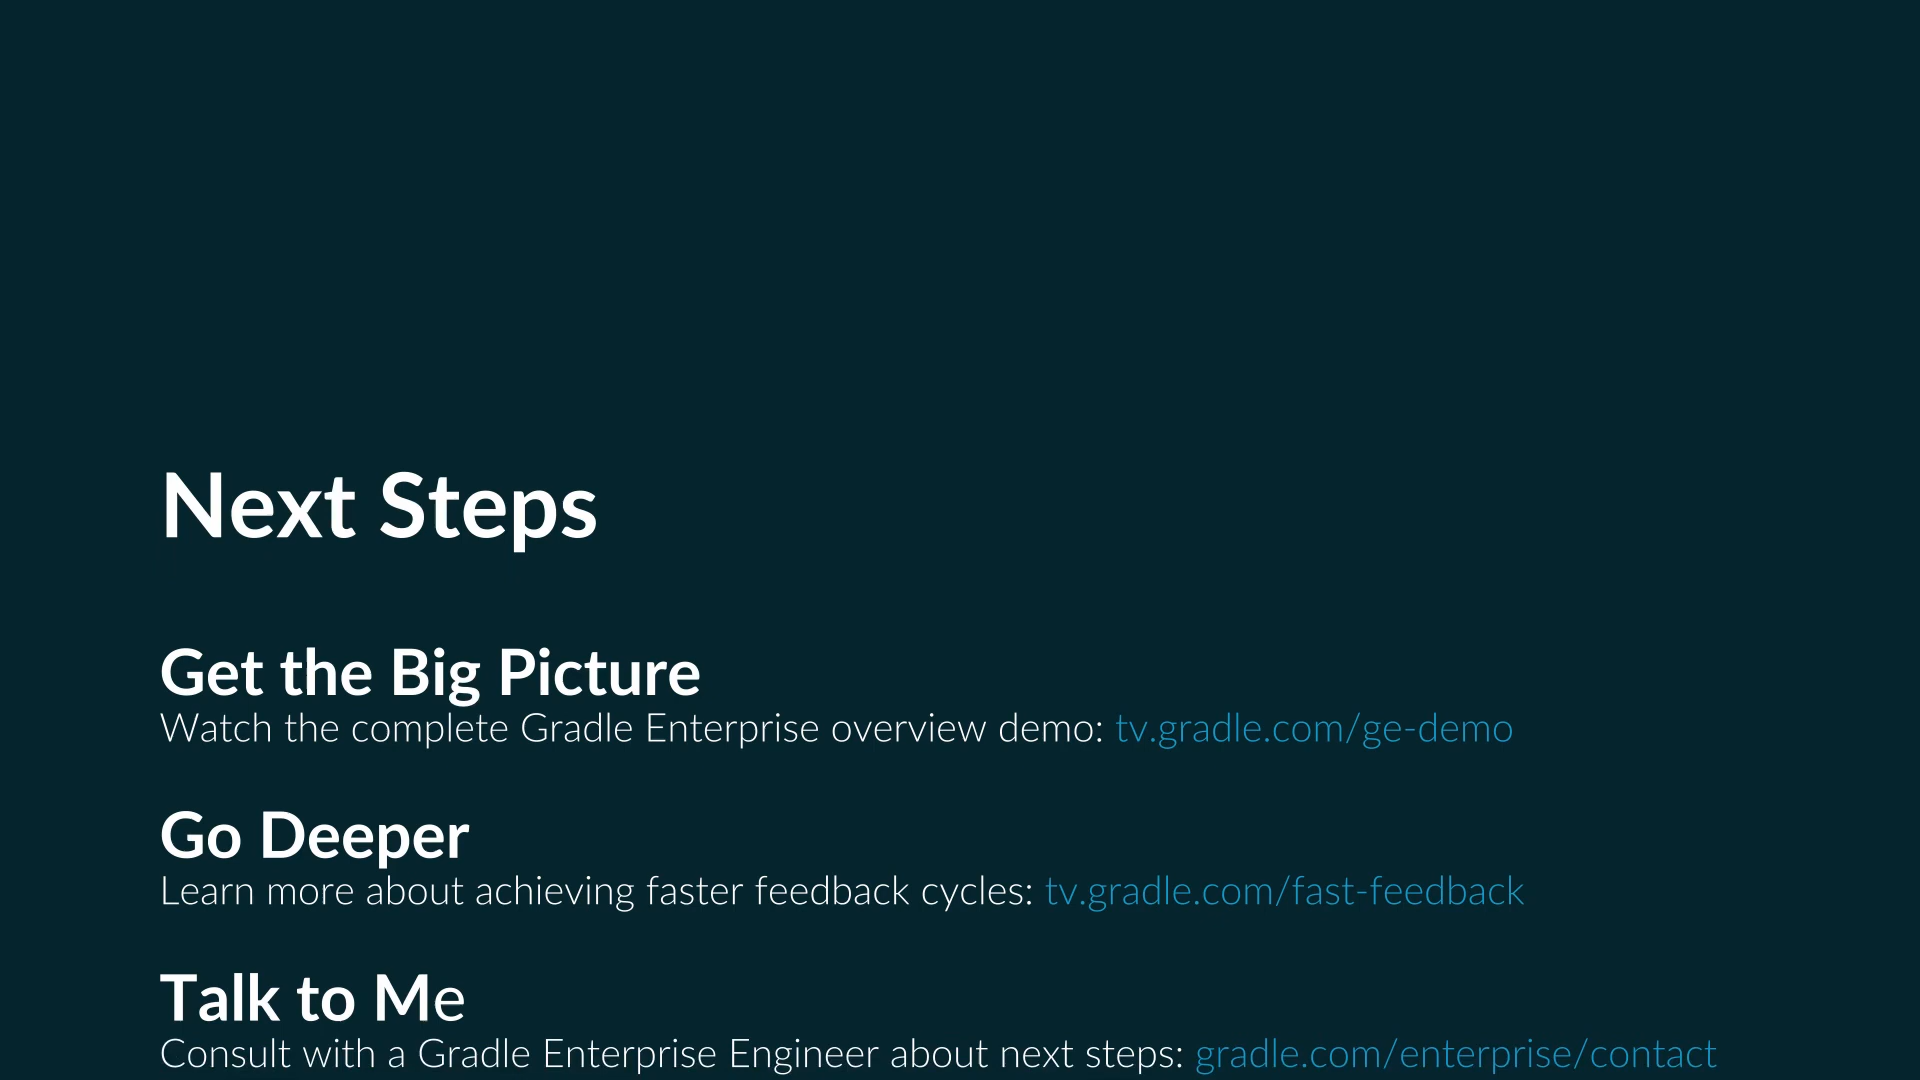 Next Steps
Get the Big Picture
Watch the complete Gradle Enterprise overview demo: tv.gradle.com/ge-demo
Go Deeper
Learn more about achieving faster feedback cycles: tv.gradle.com/fast-feedback
Talk to Me
Consult with a Gradle Enterprise Engineer about next steps: gradle.com/enterprise/contact